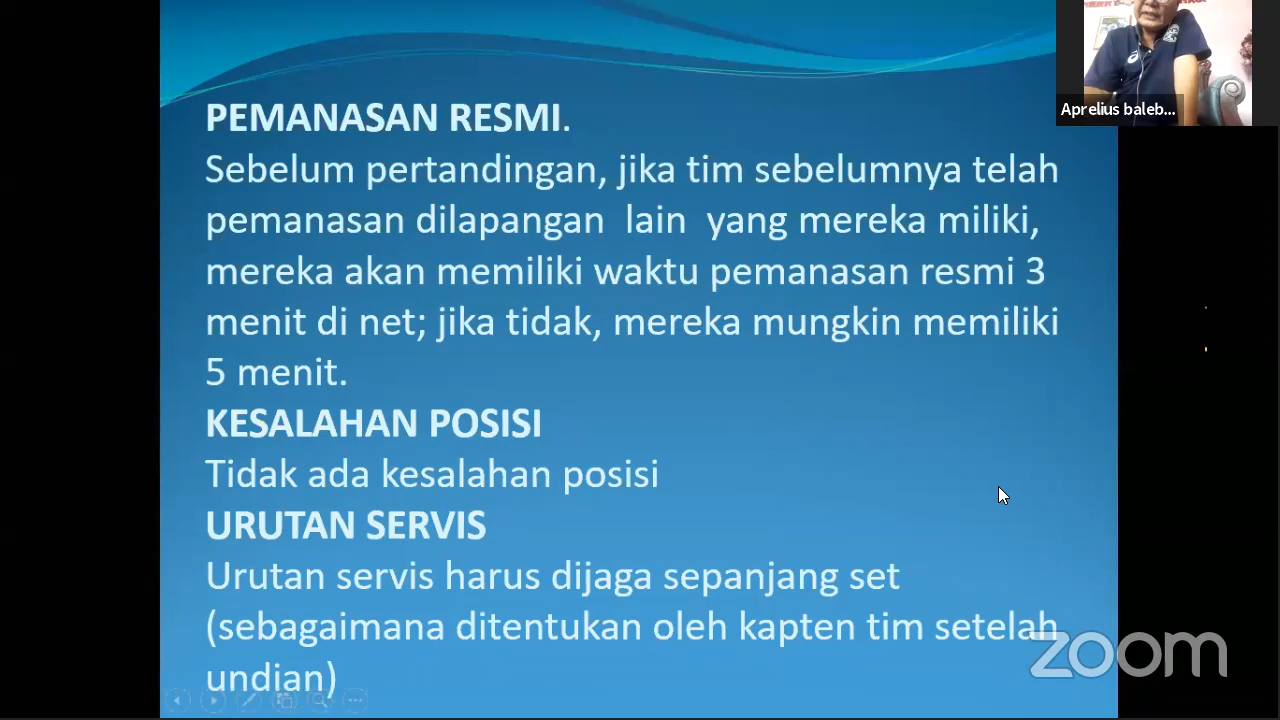 PEMANASAN RESMI.
Sebelum pertandingan, jika tim sebelumnya telah
pemanasan dilapangan lain yang mereka miliki,
mereka akan memiliki waktu pemanasan resmi 3
menit di net; jika tidak, mereka mungkin memiliki
5 menit.
KESALAHAN POSISI
Tidak ada kesalahan posisi
URUTAN SERVIS
Urutan servis harus dijaga sepanjang set
(sebagaimana ditentukan oleh kapten tim setelah
undian)
Aprelius baleb...
zoom